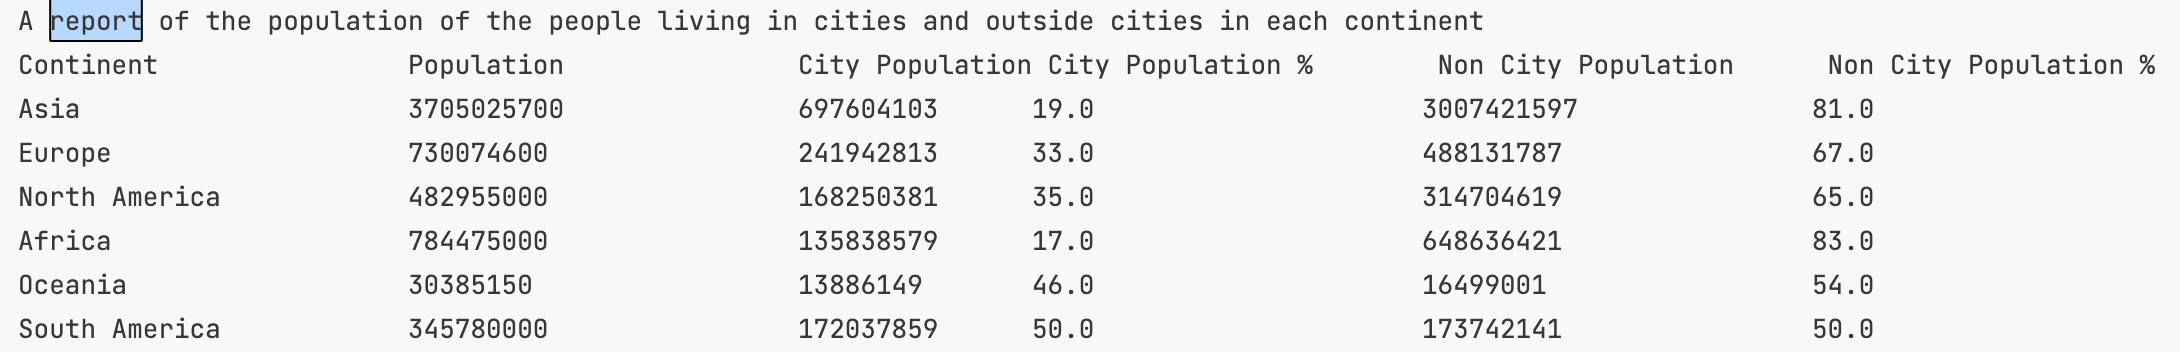 A report of the population of the people living in cities and outside cities in each continent
Continent Population City Population City Population % Non City Population Non City Population %
Asia 3705025700 697604103 19.0 3007421597 81.0
Europe 730074600 241942813 33.0 488131787 67.0
North America 482955000 168250381 35.0 314704619 65.0
Africa 784475000 135838579 17.0 648636421 83.0
Oceania 30385150 13886149 46.0 16499001 54.0
South America 345780000 172037859 50.0 173742141 50.0